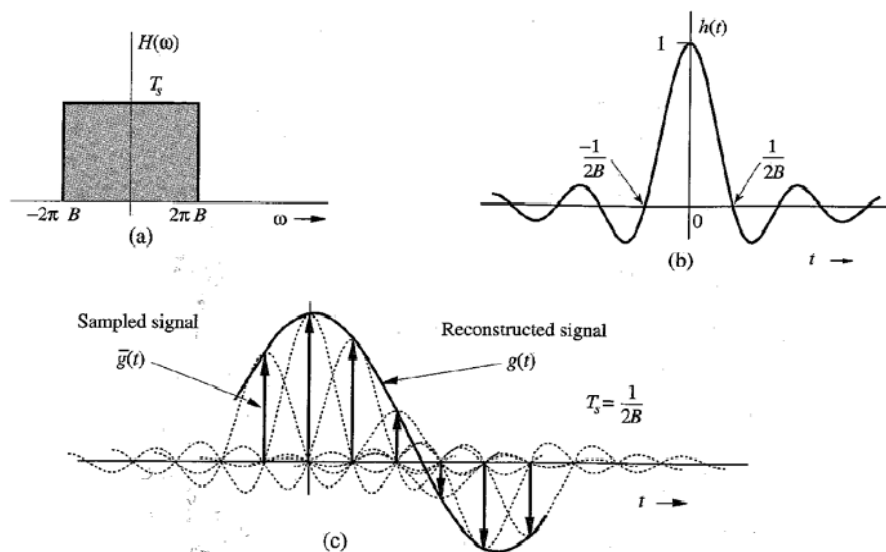 H(ω)
T_s
−2π B
2π B
ω →
(a)
h(t)
1
−1/2B
1/2B
0
t →
(b)
Sampled signal
g̅(t)
Reconstructed signal
g(t)
T_s = 1/2B
t →
(c)